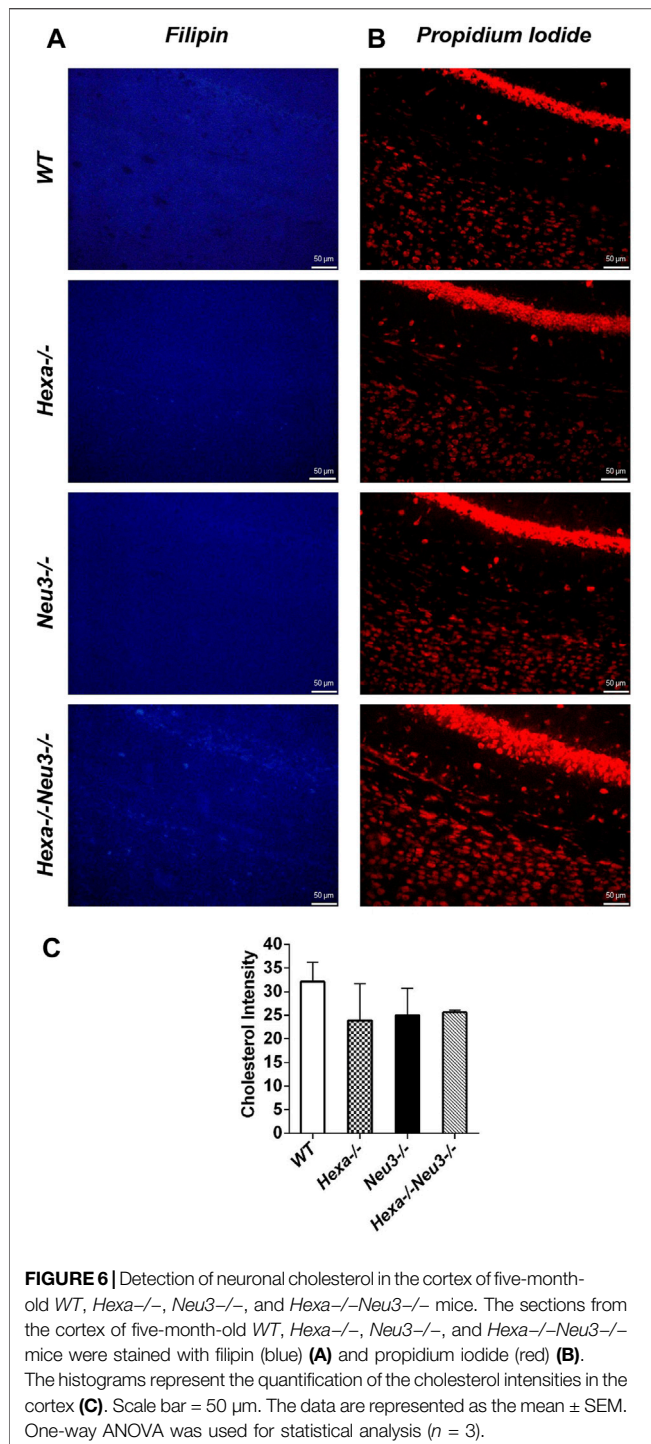 A Filipin
B Propidium Iodide
WT
50 µm
50 µm
Hexa-/-
50 µm
50 µm
Neu3-/-
50 µm
50 µm
Hexa-/-Neu3-/-
50 µm
50 µm
C
Cholesterol Intensity
40
35
30
25
20
15
10
5
0
WT
Hexa-/-
Neu3-/-
Hexa-/-Neu3-/-
FIGURE 6 | Detection of neuronal cholesterol in the cortex of five-month-
old WT, Hexa−/−, Neu3−/−, and Hexa−/−Neu3−/− mice. The sections from
the cortex of five-month-old WT, Hexa−/−, Neu3−/−, and Hexa−/−Neu3−/−
mice were stained with filipin (blue) (A) and propidium iodide (red) (B).
The histograms represent the quantification of the cholesterol intensities in the
cortex (C). Scale bar = 50 µm. The data are represented as the mean ± SEM.
One-way ANOVA was used for statistical analysis (n = 3).